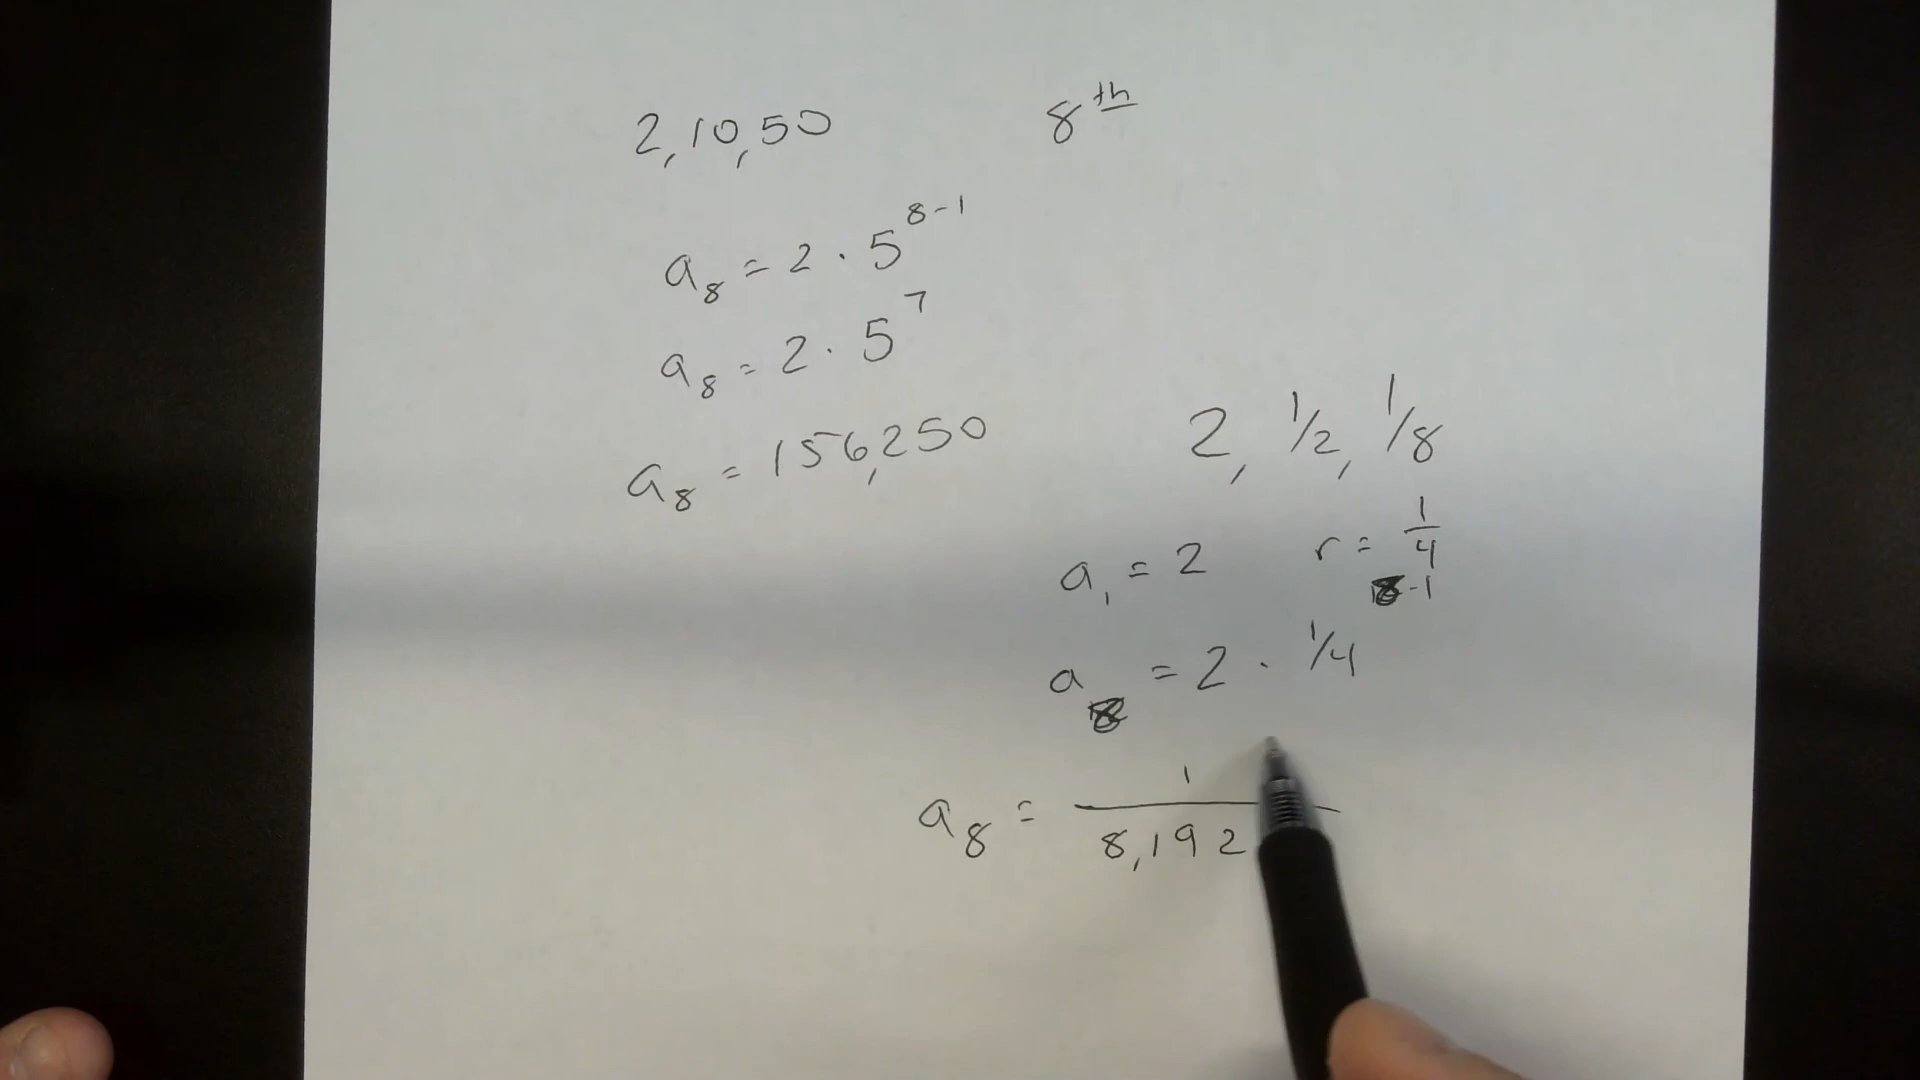 2, 10, 50
8th
a8 = 2 · 5^8-1
a8 = 2 · 5^7
a8 = 156,250
2, 1/2, 1/8
a1 = 2 r = 1/4
a8 = 2 · 1/4^8-1
a8 = 1/8,192